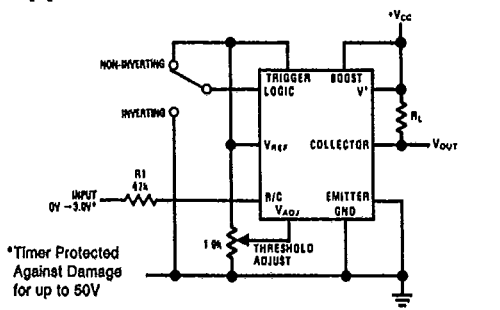 +VCC
NON-INVERTING
TRIGGER
BOOST
LOGIC
V+
RL
INVERTING
VREF
COLLECTOR
VOUT
R1
R/C
EMITTER
INPUT
0V →3.0V*
VADJ
GND
THRESHOLD
ADJUST
*Timer Protected
Against Damage
for up to 50V